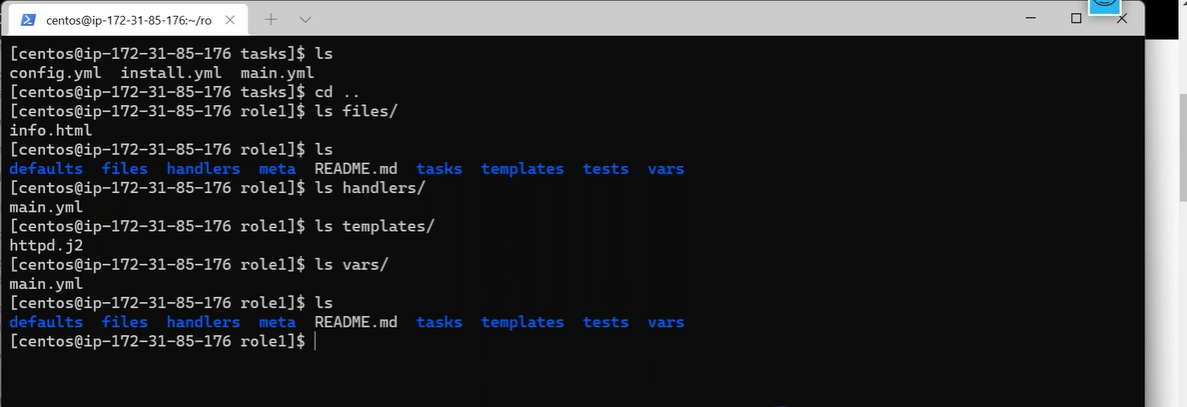 centos@ip-172-31-85-176:~/ro
[centos@ip-172-31-85-176 tasks]$ ls
config.yml  install.yml  main.yml
[centos@ip-172-31-85-176 tasks]$ cd ..
[centos@ip-172-31-85-176 role1]$ ls files/
info.html
[centos@ip-172-31-85-176 role1]$ ls
defaults  files  handlers  meta  README.md  tasks  templates  tests  vars
[centos@ip-172-31-85-176 role1]$ ls handlers/
main.yml
[centos@ip-172-31-85-176 role1]$ ls templates/
httpd.j2
[centos@ip-172-31-85-176 role1]$ ls vars/
main.yml
[centos@ip-172-31-85-176 role1]$ ls
defaults  files  handlers  meta  README.md  tasks  templates  tests  vars
[centos@ip-172-31-85-176 role1]$